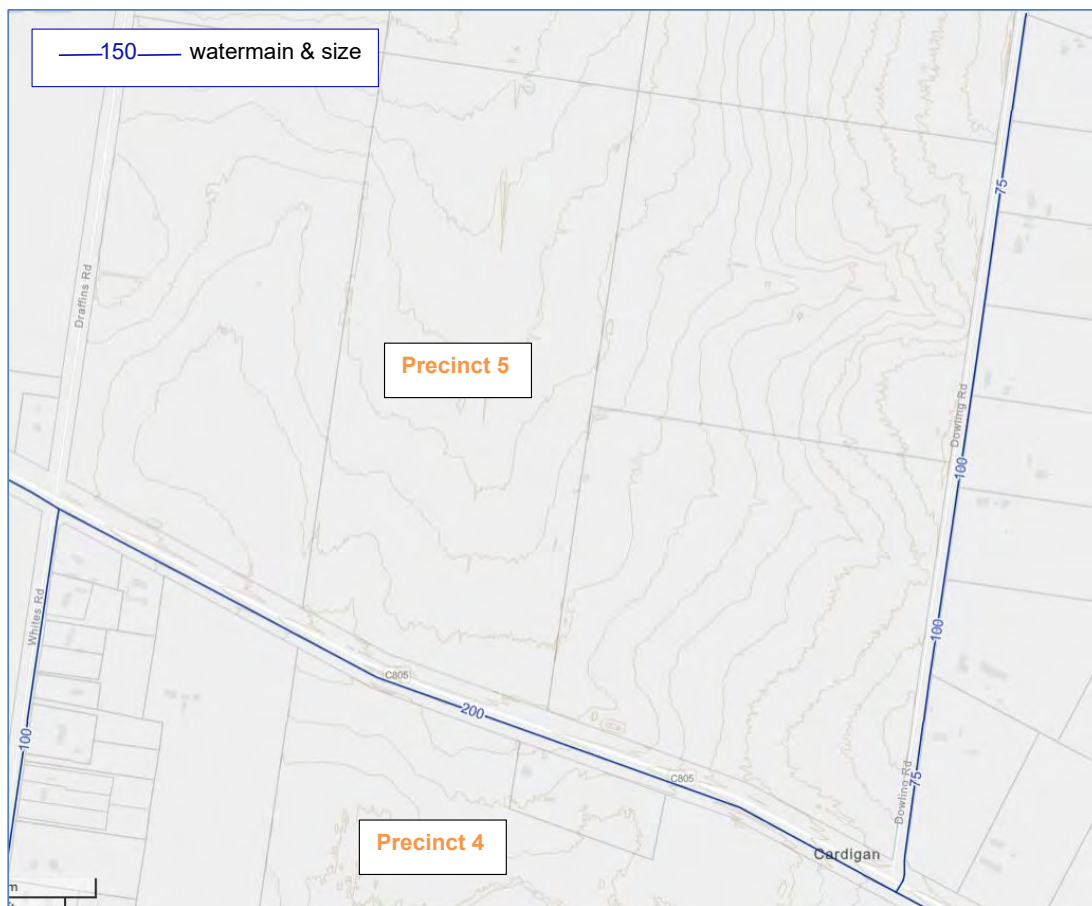 150 watermain & size
75
Draffins Rd
Precinct 5
Dowling Rd
100
Whites Rd
100
C805
200
100
C805
75
Dowling Rd
Precinct 4
Cardigan
m